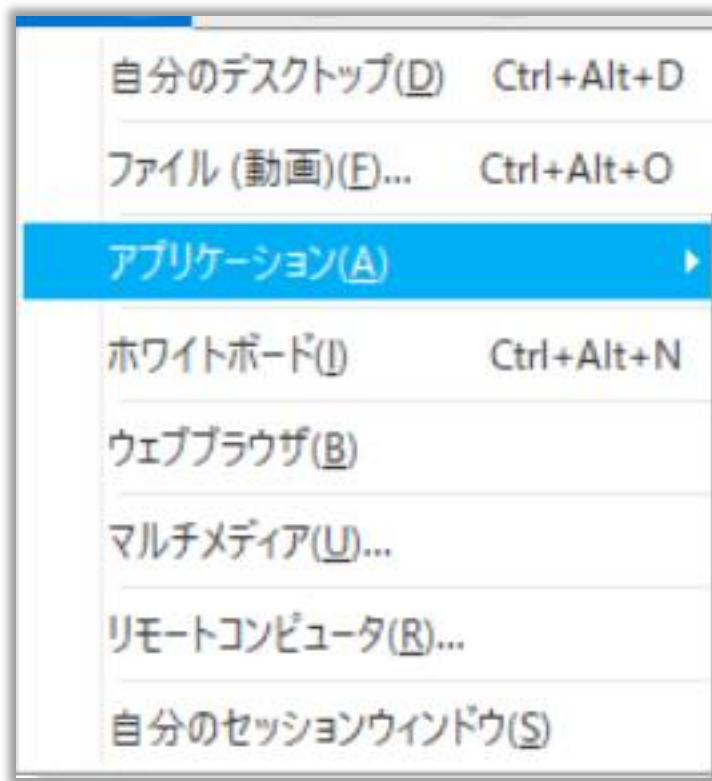 自分のデスクトップ(D) Ctrl+Alt+D
ファイル (動画)(F)... Ctrl+Alt+O
アプリケーション(A)
ホワイトボード(I) Ctrl+Alt+N
ウェブブラウザ(B)
マルチメディア(U)...
リモートコンピュータ(R)...
自分のセッションウィンドウ(S)